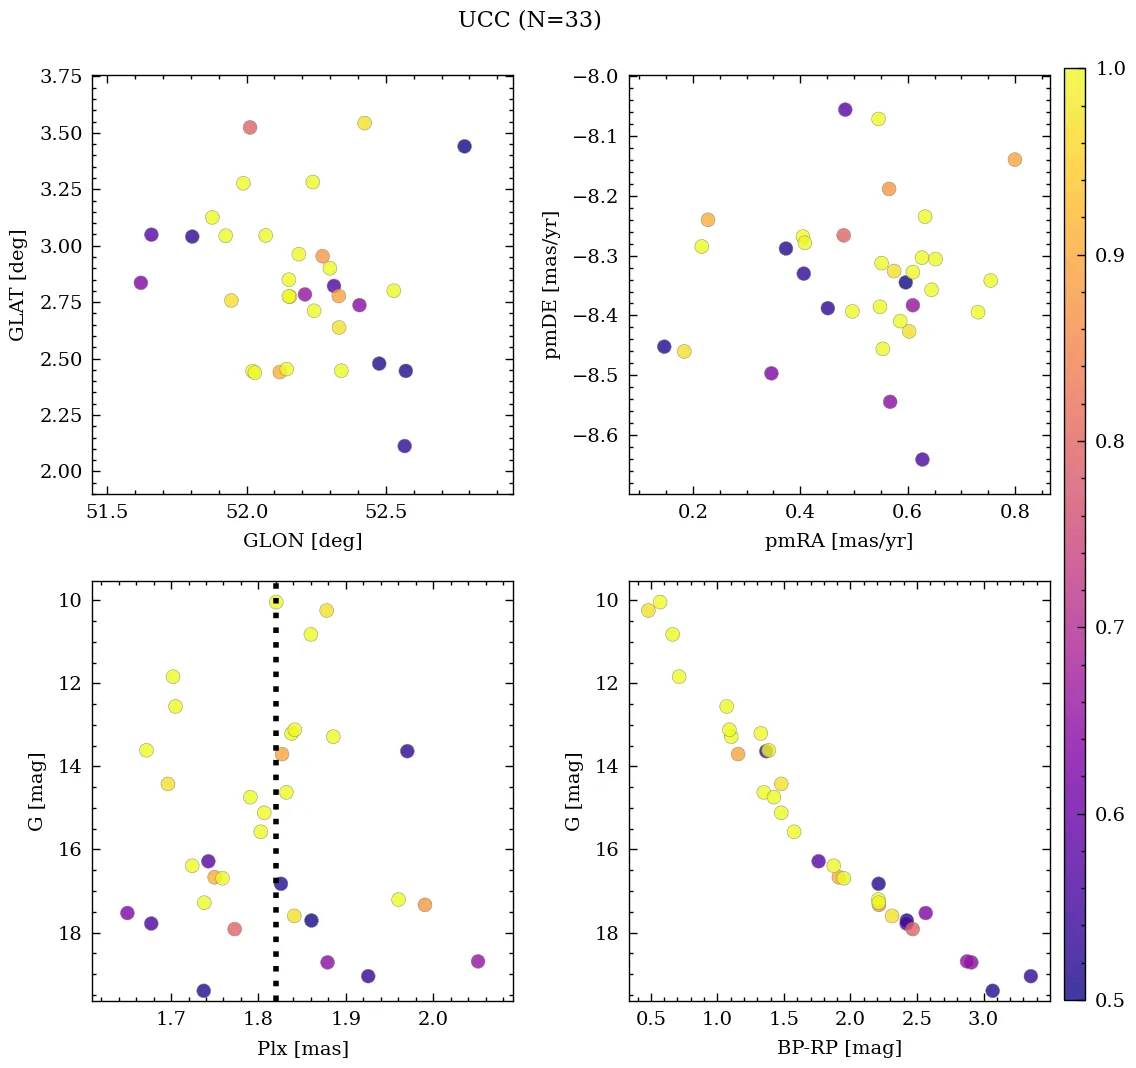 UCC (N=33)
3.75
3.50
3.25
3.00
2.75
2.50
2.25
2.00
GLAT [deg]
51.5 52.0 52.5
GLON [deg]
−8.0
−8.1
−8.2
−8.3
−8.4
−8.5
−8.6
pmDE [mas/yr]
0.2 0.4 0.6 0.8
pmRA [mas/yr]
10
12
14
16
18
G [mag]
1.7 1.8 1.9 2.0
Plx [mas]
10
12
14
16
18
G [mag]
0.5 1.0 1.5 2.0 2.5 3.0
BP-RP [mag]
1.0
0.9
0.8
0.7
0.6
0.5